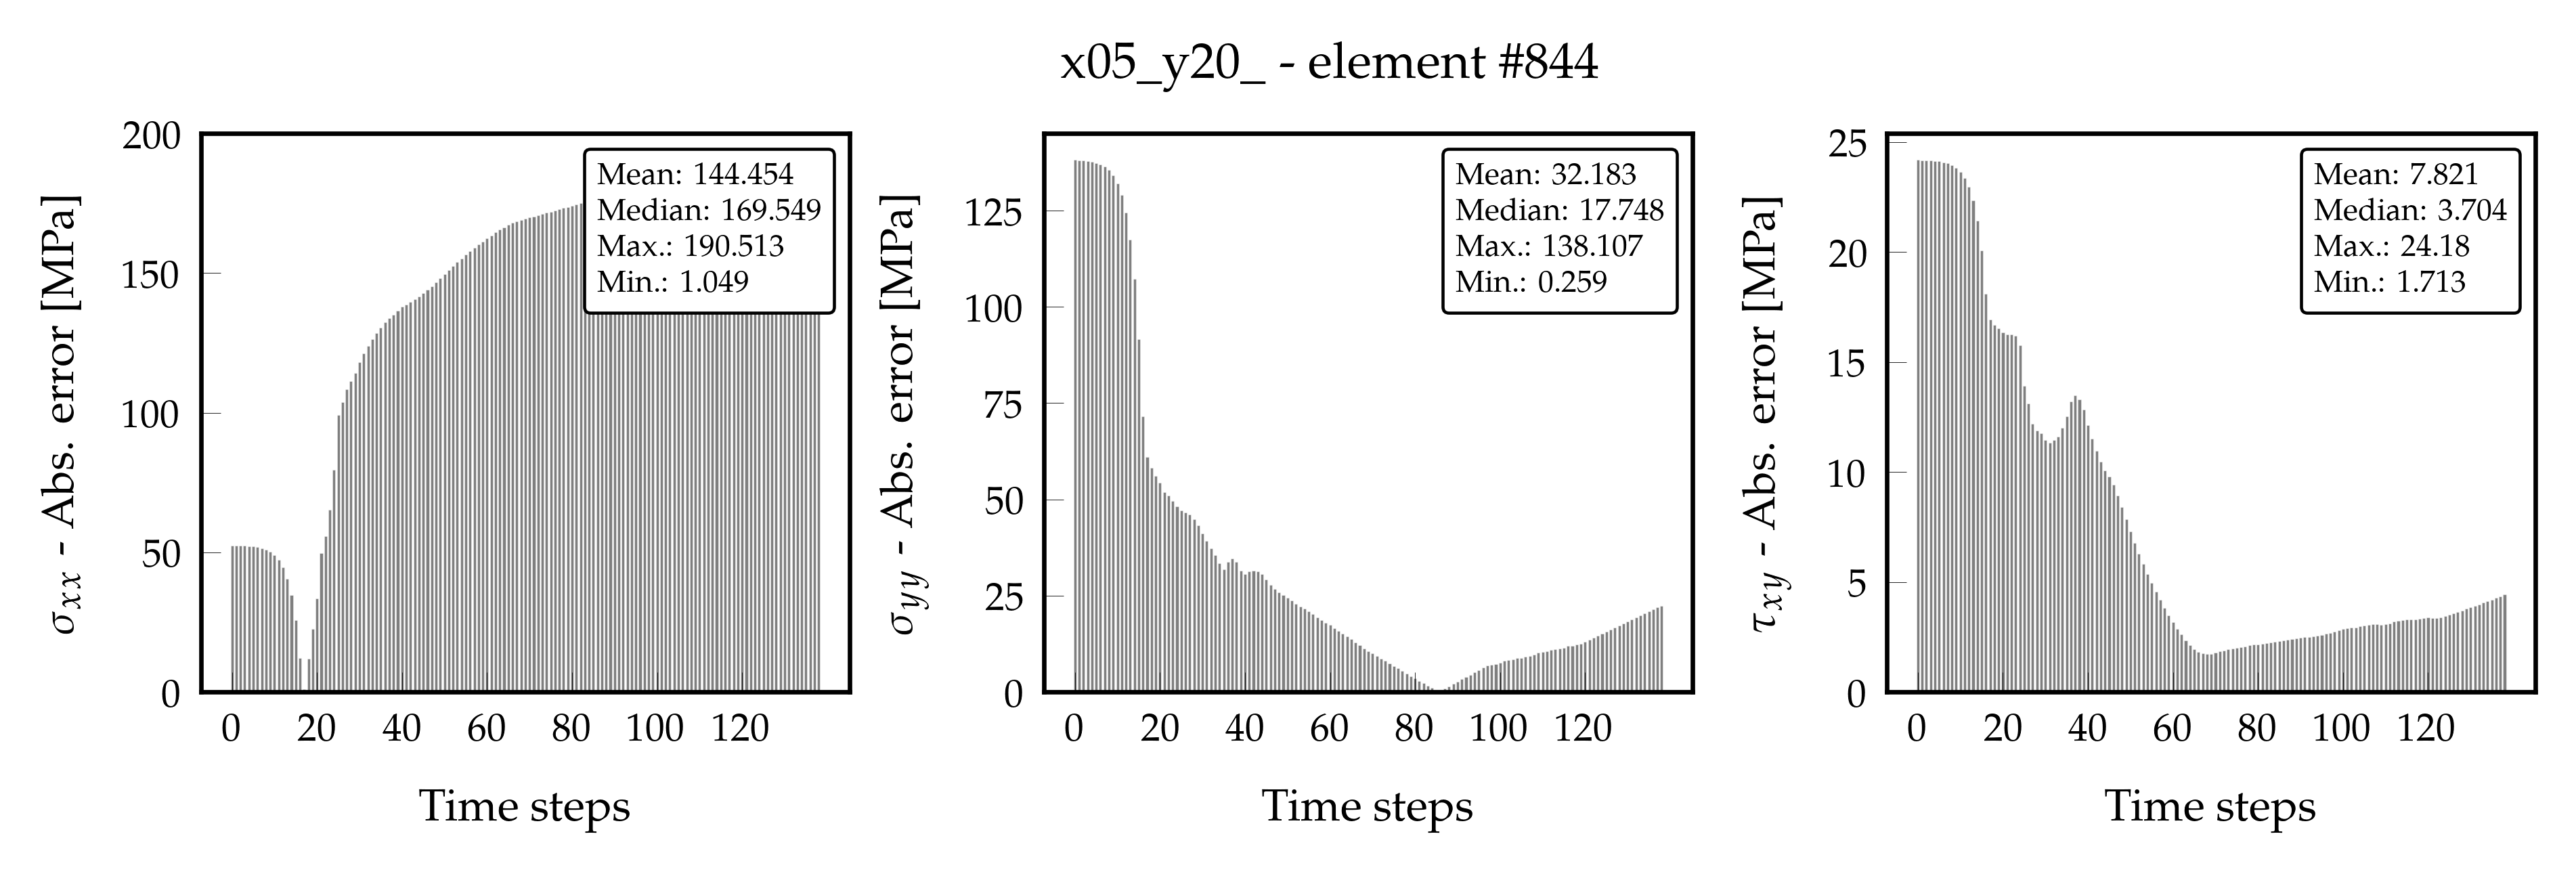 x05_y20_ - element #844
σxx - Abs. error [MPa]
200
150
100
50
0
Mean: 144.454
Median: 169.549
Max.: 190.513
Min.: 1.049
0 20 40 60 80 100 120
Time steps
σyy - Abs. error [MPa]
125
100
75
50
25
0
Mean: 32.183
Median: 17.748
Max.: 138.107
Min.: 0.259
0 20 40 60 80 100 120
Time steps
τxy - Abs. error [MPa]
25
20
15
10
5
0
Mean: 7.821
Median: 3.704
Max.: 24.18
Min.: 1.713
0 20 40 60 80 100 120
Time steps